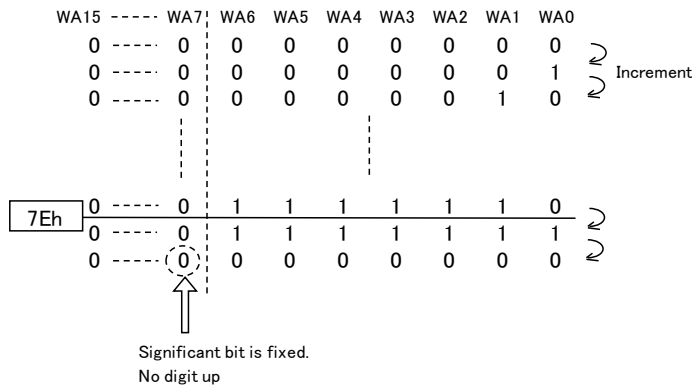 WA15 ----- WA7 WA6 WA5 WA4 WA3 WA2 WA1 WA0
0 ----- 0 0 0 0 0 0 0 0
0 ----- 0 0 0 0 0 0 0 1 Increment
0 ----- 0 0 0 0 0 0 1 0
7Eh 0 ----- 0 1 1 1 1 1 1 0
0 ----- 0 1 1 1 1 1 1 1
0 ----- 0 0 0 0 0 0 0 0
Significant bit is fixed.
No digit up